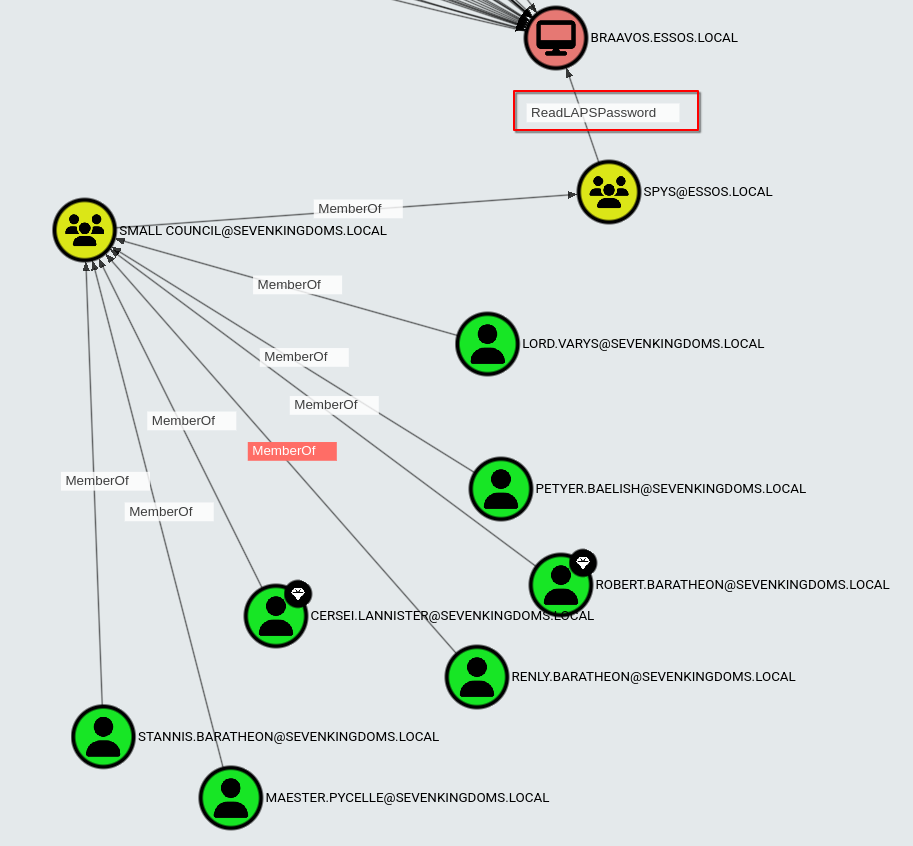 BRAAVOS.ESSOS.LOCAL
ReadLAPSPassword
SPYS@ESSOS.LOCAL
MemberOf
SMALL COUNCIL@SEVENKINGDOMS.LOCAL
MemberOf
LORD.VARYS@SEVENKINGDOMS.LOCAL
MemberOf
MemberOf
MemberOf
MemberOf
MemberOf
PETYER.BAELISH@SEVENKINGDOMS.LOCAL
MemberOf
ROBERT.BARATHEON@SEVENKINGDOMS.LOCAL
CERSEI.LANNISTER@SEVENKINGDOMS.LOCAL
RENLY.BARATHEON@SEVENKINGDOMS.LOCAL
STANNIS.BARATHEON@SEVENKINGDOMS.LOCAL
MAESTER.PYCELLE@SEVENKINGDOMS.LOCAL